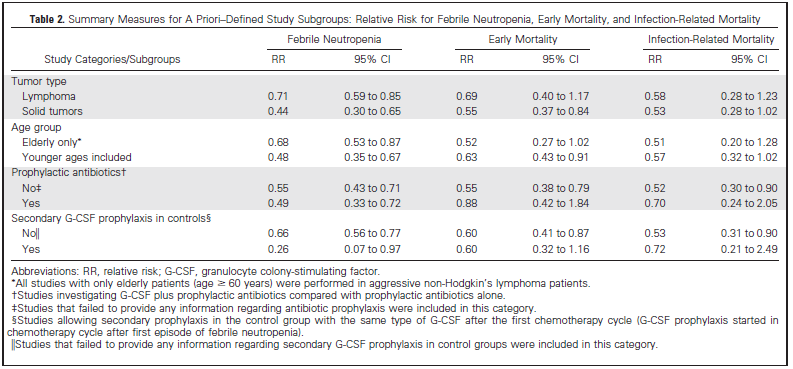 Table 2. Summary Measures for A Priori–Defined Study Subgroups: Relative Risk for Febrile Neutropenia, Early Mortality, and Infection-Related Mortality
Febrile Neutropenia Early Mortality Infection-Related Mortality
Study Categories/Subgroups RR 95% CI RR 95% CI RR 95% CI
Tumor type
Lymphoma 0.71 0.59 to 0.85 0.69 0.40 to 1.17 0.58 0.28 to 1.23
Solid tumors 0.44 0.30 to 0.65 0.55 0.37 to 0.84 0.53 0.28 to 1.02
Age group
Elderly only* 0.68 0.53 to 0.87 0.52 0.27 to 1.02 0.51 0.20 to 1.28
Younger ages included 0.48 0.35 to 0.67 0.63 0.43 to 0.91 0.57 0.32 to 1.02
Prophylactic antibiotics†
No‡ 0.55 0.43 to 0.71 0.55 0.38 to 0.79 0.52 0.30 to 0.90
Yes 0.49 0.33 to 0.72 0.88 0.42 to 1.84 0.70 0.24 to 2.05
Secondary G-CSF prophylaxis in controls§
No‖ 0.66 0.56 to 0.77 0.60 0.41 to 0.87 0.53 0.31 to 0.90
Yes 0.26 0.07 to 0.97 0.60 0.32 to 1.16 0.72 0.21 to 2.49
Abbreviations: RR, relative risk; G-CSF, granulocyte colony-stimulating factor.
*All studies with only elderly patients (age ≥ 60 years) were performed in aggressive non-Hodgkin's lymphoma patients.
†Studies investigating G-CSF plus prophylactic antibiotics compared with prophylactic antibiotics alone.
‡Studies that failed to provide any information regarding antibiotic prophylaxis were included in this category.
§Studies allowing secondary prophylaxis in the control group with the same type of G-CSF after the first chemotherapy cycle (G-CSF prophylaxis started in
chemotherapy cycle after first episode of febrile neutropenia).
‖Studies that failed to provide any information regarding secondary G-CSF prophylaxis in control groups were included in this category.